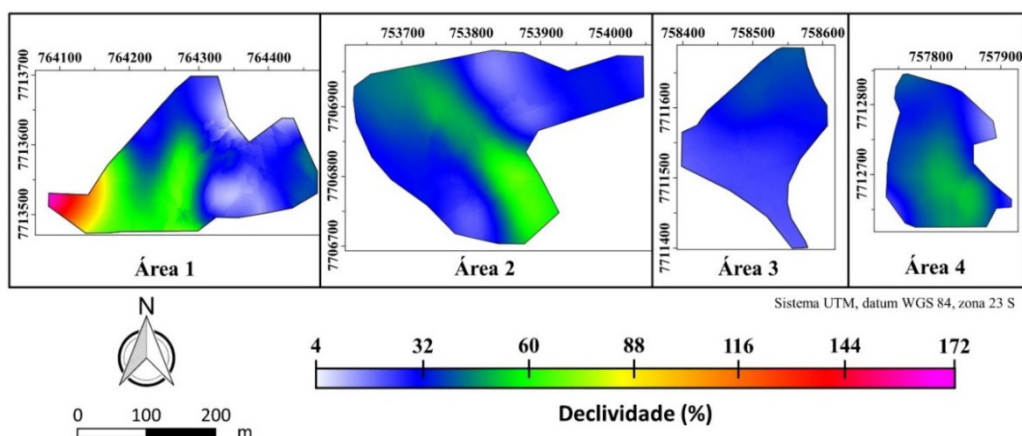 764100 764200 764300 764400
7713700
7713600
7713500
Área 1
753700 753800 753900 754000
7706900
7706800
7706700
Área 2
758400 758500 758600
7711600
7711500
7711400
Área 3
757800 757900
7712800
7712700
Área 4
Sistema UTM, datum WGS 84, zona 23 S
N
4 32 60 88 116 144 172
Declividade (%)
0 100 200
m